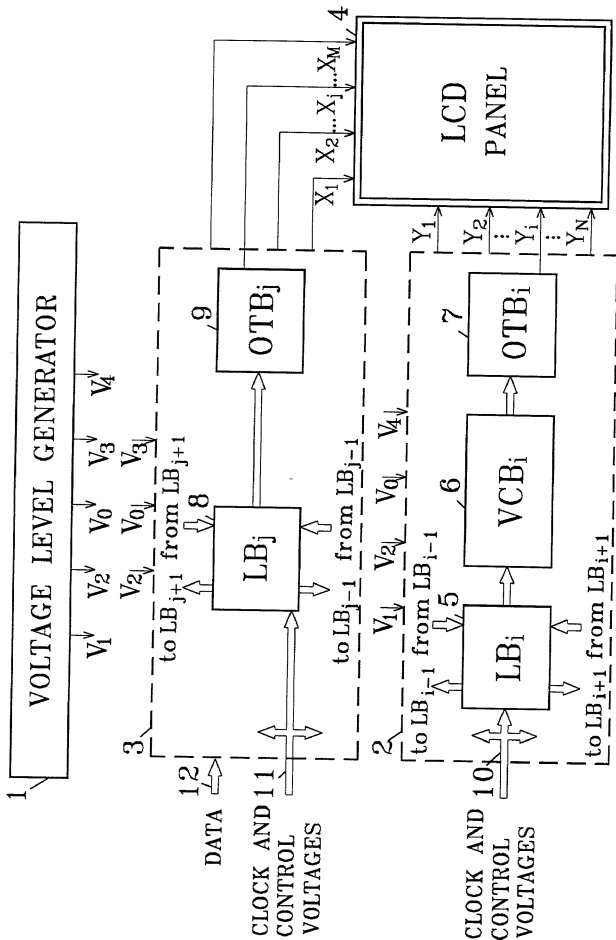 1
VOLTAGE LEVEL GENERATOR
V1 V2 V0 V3 V4
V2 V0 V3
3
12
DATA
11
CLOCK AND
CONTROL
VOLTAGES
to LBj+1 from LBj+1
8
LBj
to LBj-1 from LBj-1
9
OTBj
X1 X2 ... Xj ... XM
4
LCD
PANEL
V1 V2 V0 V4
2
10
CLOCK AND
CONTROL
VOLTAGES
to LBi-1 from LBi-1
5
LBi
to LBi+1 from LBi+1
6
VCBi
7
OTBi
Y1
Y2
⋮
Yi
⋮
YN